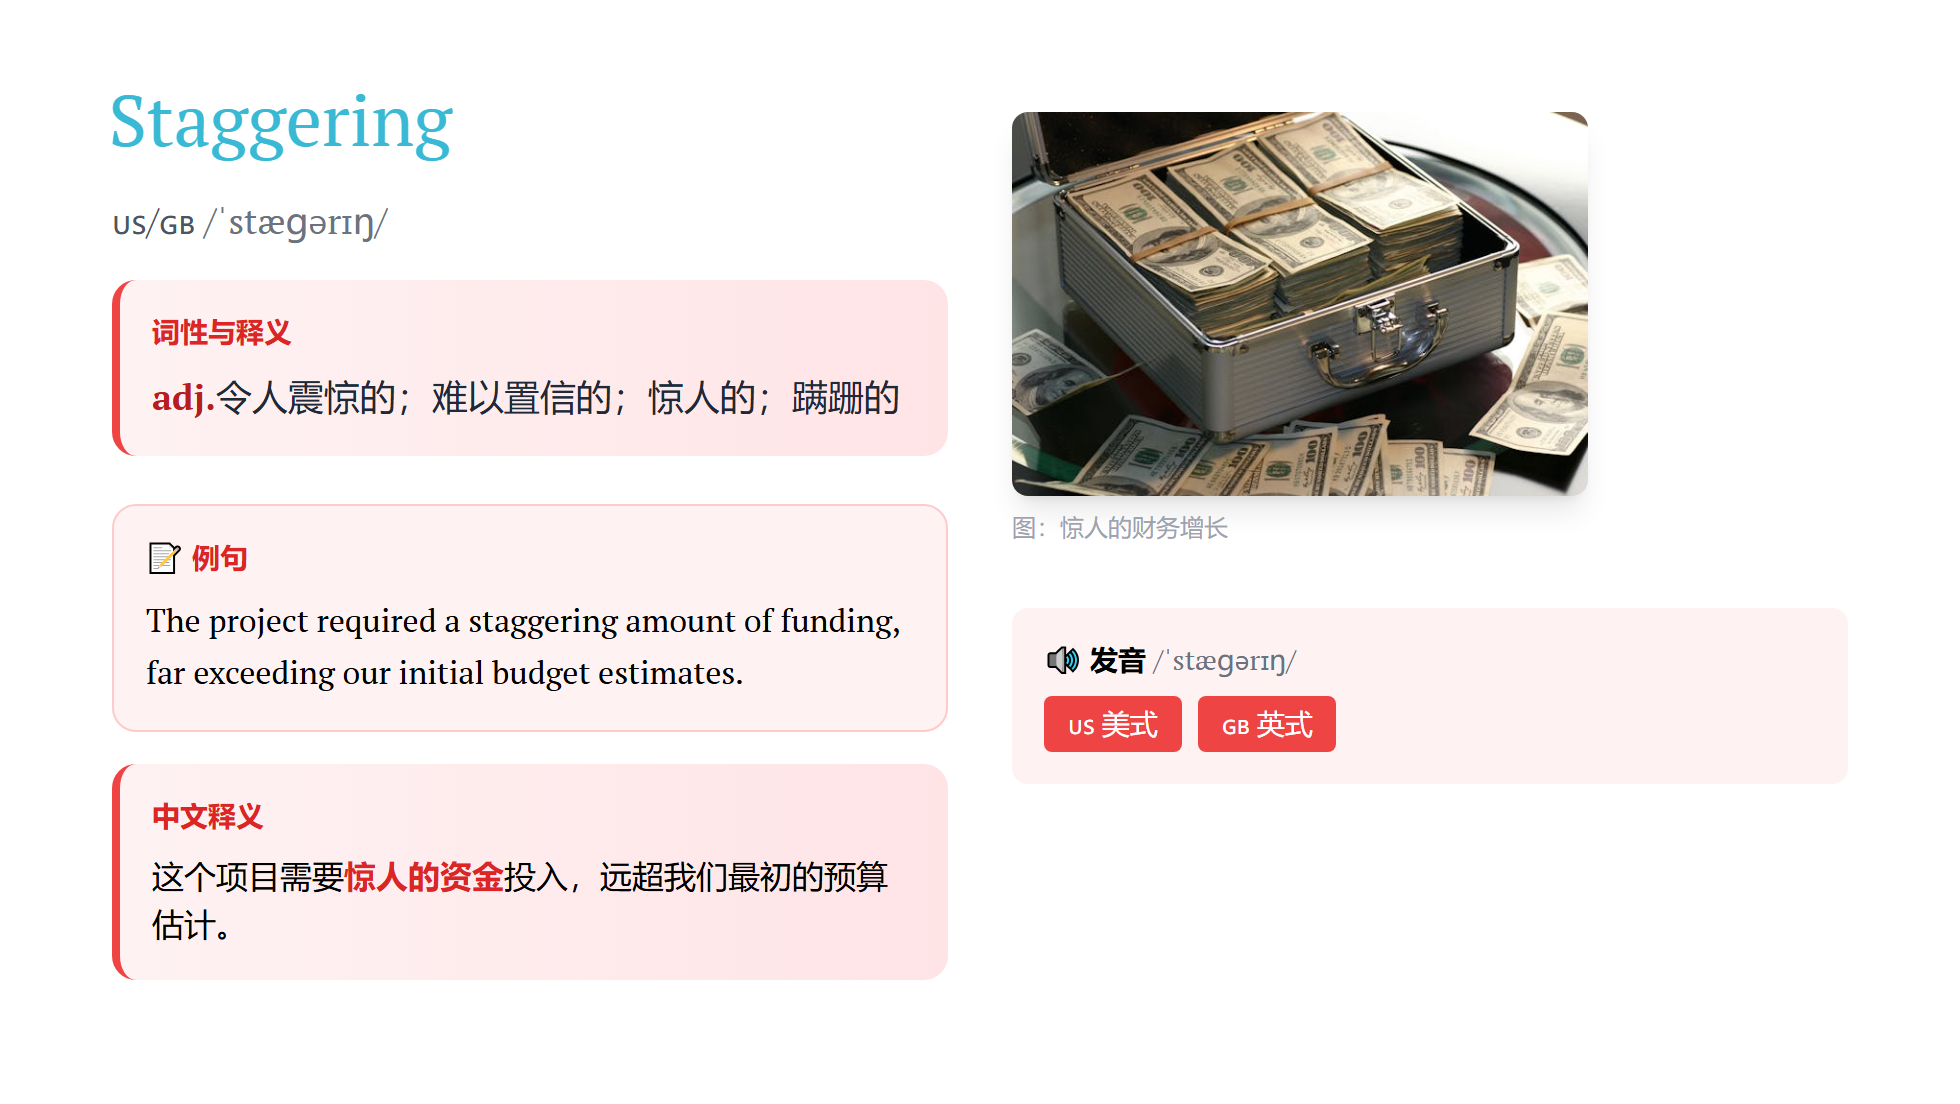 Staggering
US/GB /ˈstæɡərɪŋ/
词性与释义
adj.令人震惊的；难以置信的；惊人的；蹒跚的
📝 例句
The project required a staggering amount of funding,
far exceeding our initial budget estimates.
中文释义
这个项目需要惊人的资金投入，远超我们最初的预算
估计。
图：惊人的财务增长
🔊 发音 /ˈstæɡərɪŋ/
US 美式
GB 英式